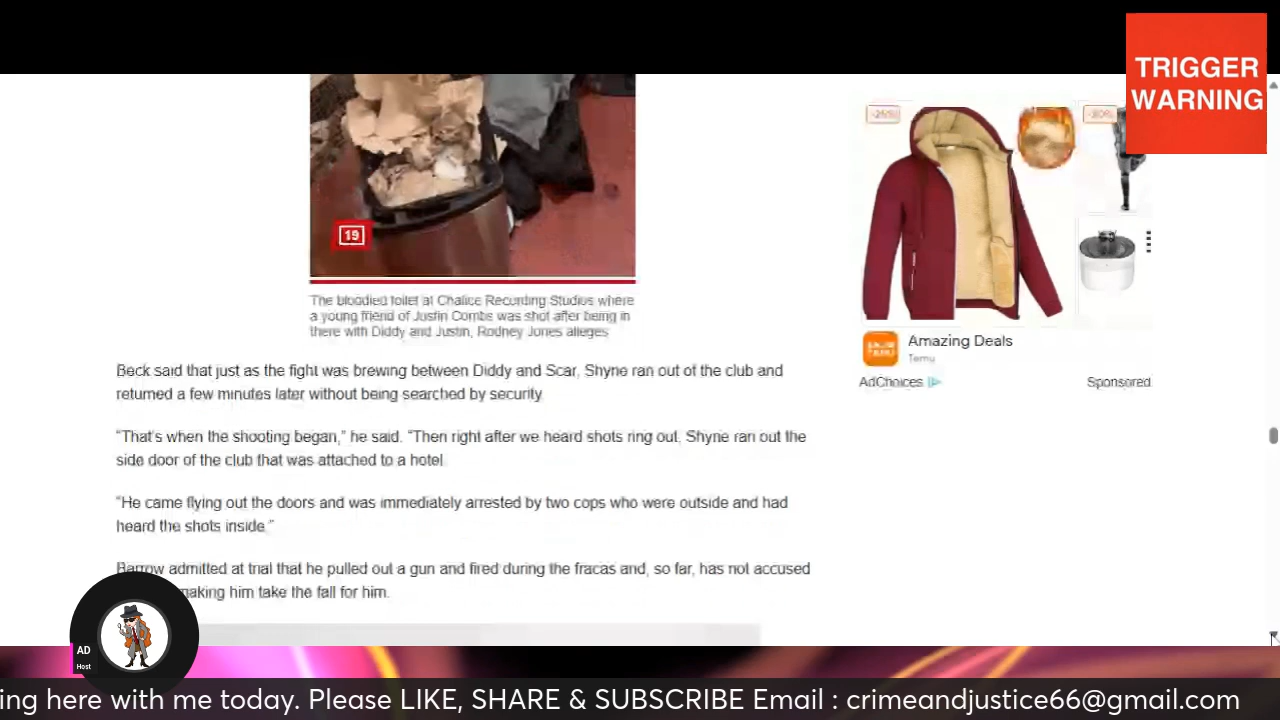 TRIGGER
WARNING
-25%
-80%
19
The bloodied toilet at Chalice Recording Studios where
a young friend of Justin Combs was shot after being in
there with Diddy and Justin, Rodney Jones alleges
Amazing Deals
Temu
AdChoices
Sponsored
Beck said that just as the fight was brewing between Diddy and Scar, Shyne ran out of the club and
returned a few minutes later without being searched by security.
“That’s when the shooting began,” he said. “Then right after we heard shots ring out, Shyne ran out the
side door of the club that was attached to a hotel.
“He came flying out the doors and was immediately arrested by two cops who were outside and had
heard the shots inside.”
Barrow admitted at trial that he pulled out a gun and fired during the fracas and, so far, has not accused
making him take the fall for him.
AD
Host
ing here with me today. Please LIKE, SHARE & SUBSCRIBE Email : crimeandjustice66@gmail.com